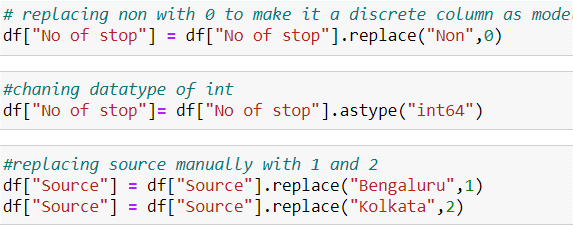 # replacing non with 0 to make it a discrete column as mode
df["No of stop"] = df["No of stop"].replace("Non",0)
#chaning datatype of int
df["No of stop"]= df["No of stop"].astype("int64")
#replacing source manually with 1 and 2
df["Source"] = df["Source"].replace("Bengaluru",1)
df["Source"] = df["Source"].replace("Kolkata",2)